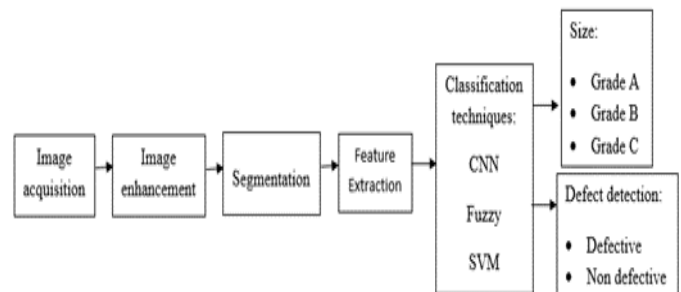 Image
acquisition
Image
enhancement
Segmentation
Feature
Extraction
Classification
techniques:
CNN
Fuzzy
SVM
Size:
• Grade A
• Grade B
• Grade C
Defect detection:
• Defective
• Non defective